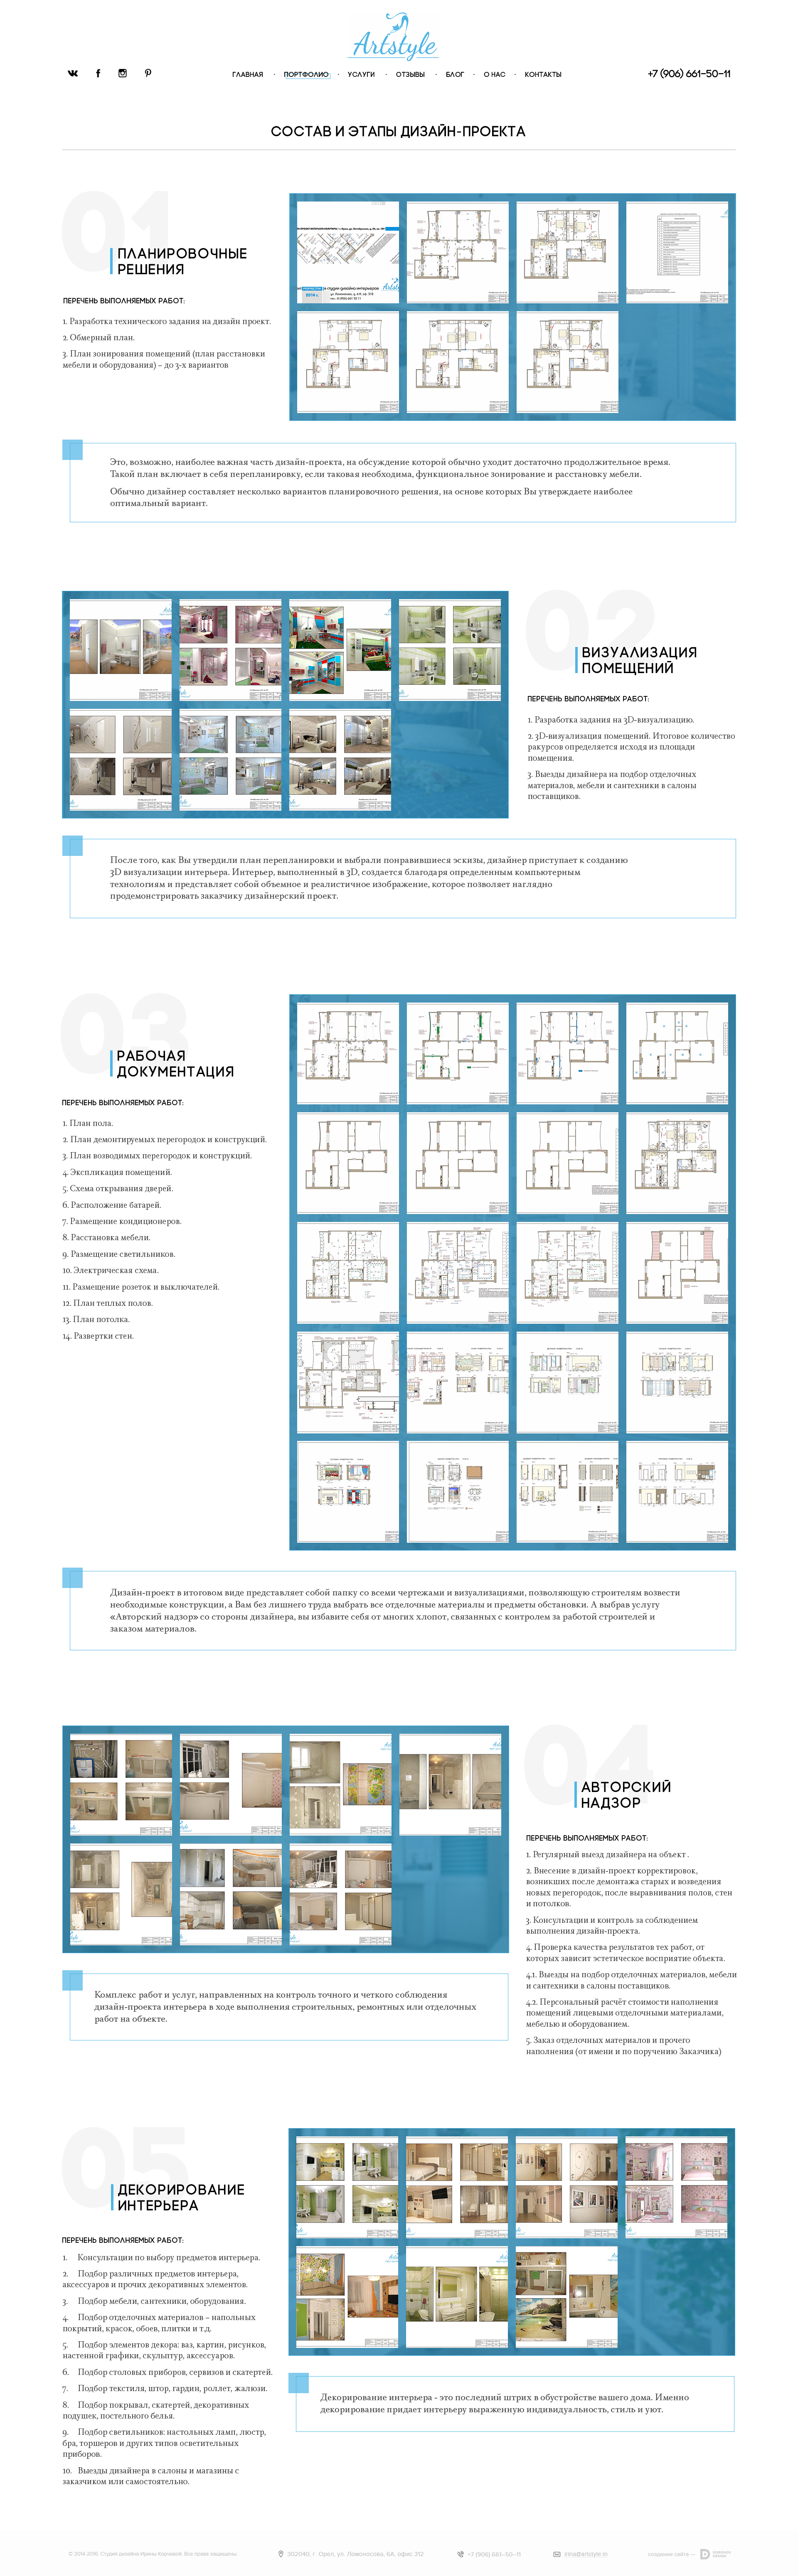 Artstyle
ГЛАВНАЯ · ПОРТФОЛИО · УСЛУГИ · ОТЗЫВЫ · БЛОГ · О НАС · КОНТАКТЫ
+7 (906) 661-50-11
СОСТАВ И ЭТАПЫ ДИЗАЙН-ПРОЕКТА
01
ПЛАНИРОВОЧНЫЕ
РЕШЕНИЯ
ПЕРЕЧЕНЬ ВЫПОЛНЯЕМЫХ РАБОТ:
1. Разработка технического задания на дизайн проект.
2. Обмерный план.
3. План зонирования помещений (план расстановки
мебели и оборудования) – до 3-х вариантов
Это, возможно, наиболее важная часть дизайн-проекта, на обсуждение которой обычно уходит достаточно продолжительное время.
Такой план включает в себя перепланировку, если таковая необходима, функциональное зонирование и расстановку мебели.
Обычно дизайнер составляет несколько вариантов планировочного решения, на основе которых Вы утверждаете наиболее
оптимальный вариант.
02
ВИЗУАЛИЗАЦИЯ
ПОМЕЩЕНИЙ
ПЕРЕЧЕНЬ ВЫПОЛНЯЕМЫХ РАБОТ:
1. Разработка задания на 3D-визуализацию.
2. 3D-визуализация помещений. Итоговое количество
ракурсов определяется исходя из площади
помещения.
3. Выезды дизайнера на подбор отделочных
материалов, мебели и сантехники в салоны
поставщиков.
После того, как Вы утвердили план перепланировки и выбрали понравившиеся эскизы, дизайнер приступает к созданию
3D визуализации интерьера. Интерьер, выполненный в 3D, создается благодаря определенным компьютерным
технологиям и представляет собой объемное и реалистичное изображение, которое позволяет наглядно
продемонстрировать заказчику дизайнерский проект.
03
РАБОЧАЯ
ДОКУМЕНТАЦИЯ
ПЕРЕЧЕНЬ ВЫПОЛНЯЕМЫХ РАБОТ:
1. План пола.
2. План демонтируемых перегородок и конструкций.
3. План возводимых перегородок и конструкций.
4. Экспликация помещений.
5. Схема открывания дверей.
6. Расположение батарей.
7. Размещение кондиционеров.
8. Расстановка мебели.
9. Размещение светильников.
10. Электрическая схема.
11. Размещение розеток и выключателей.
12. План теплых полов.
13. План потолка.
14. Развертки стен.
Дизайн-проект в итоговом виде представляет собой папку со всеми чертежами и визуализациями, позволяющую строителям возвести
необходимые конструкции, а Вам без лишнего труда выбрать все отделочные материалы и предметы обстановки. А выбрав услугу
«Авторский надзор» со стороны дизайнера, вы избавите себя от многих хлопот, связанных с контролем за работой строителей и
заказом материалов.
04
АВТОРСКИЙ
НАДЗОР
ПЕРЕЧЕНЬ ВЫПОЛНЯЕМЫХ РАБОТ:
1. Регулярный выезд дизайнера на объект .
2. Внесение в дизайн-проект корректировок,
возникших после демонтажа старых и возведения
новых перегородок, после выравнивания полов, стен
и потолков.
3. Консультации и контроль за соблюдением
выполнения дизайн-проекта.
4. Проверка качества результатов тех работ, от
которых зависит эстетическое восприятие объекта.
4.1. Выезды на подбор отделочных материалов, мебели
и сантехники в салоны поставщиков.
4.2. Персональный расчёт стоимости наполнения
помещений лицевыми отделочными материалами,
мебелью и оборудованием.
5. Заказ отделочных материалов и прочего
наполнения (от имени и по поручению Заказчика)
Комплекс работ и услуг, направленных на контроль точного и четкого соблюдения
дизайн-проекта интерьера в ходе выполнения строительных, ремонтных или отделочных
работ на объекте.
05
ДЕКОРИРОВАНИЕ
ИНТЕРЬЕРА
ПЕРЕЧЕНЬ ВЫПОЛНЯЕМЫХ РАБОТ:
1. Консультации по выбору предметов интерьера.
2. Подбор различных предметов интерьера,
аксессуаров и прочих декоративных элементов.
3. Подбор мебели, сантехники, оборудования.
4. Подбор отделочных материалов – напольных
покрытий, красок, обоев, плитки и т.д.
5. Подбор элементов декора: ваз, картин, рисунков,
настенной графики, скульптур, аксессуаров.
6. Подбор столовых приборов, сервизов и скатертей.
7. Подбор текстиля, штор, гардин, роллет, жалюзи.
8. Подбор покрывал, скатертей, декоративных
подушек, постельного белья.
9. Подбор светильников: настольных ламп, люстр,
бра, торшеров и других типов осветительных
приборов.
10. Выезды дизайнера в салоны и магазины с
заказчиком или самостоятельно.
Декорирование интерьера - это последний штрих в обустройстве вашего дома. Именно
декорирование придает интерьеру выраженную индивидуальность, стиль и уют.
© 2014-2016. Студия дизайна Ирины Корчевой. Все права защищены.
302040, г. Орел, ул. Ломоносова, 6А, офис 312
+7 (906) 661-50-11
irina@artstyle.in
создание сайта —